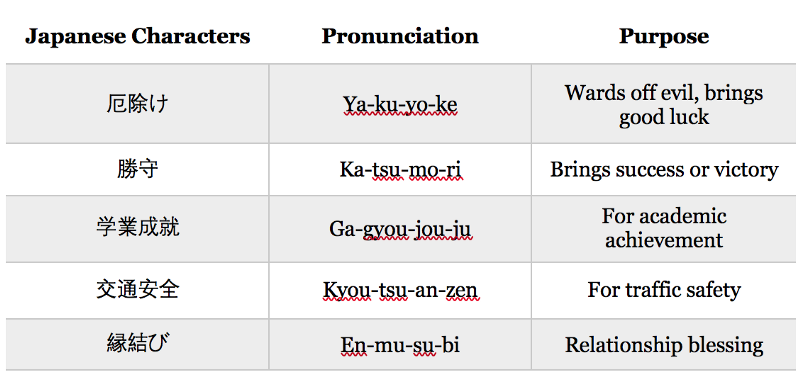 Japanese Characters Pronunciation Purpose
厄除け Ya-ku-yo-ke Wards off evil, brings
good luck
勝守 Ka-tsu-mo-ri Brings success or victory
学業成就 Ga-gyou-jou-ju For academic
achievement
交通安全 Kyou-tsu-an-zen For traffic safety
縁結び En-mu-su-bi Relationship blessing